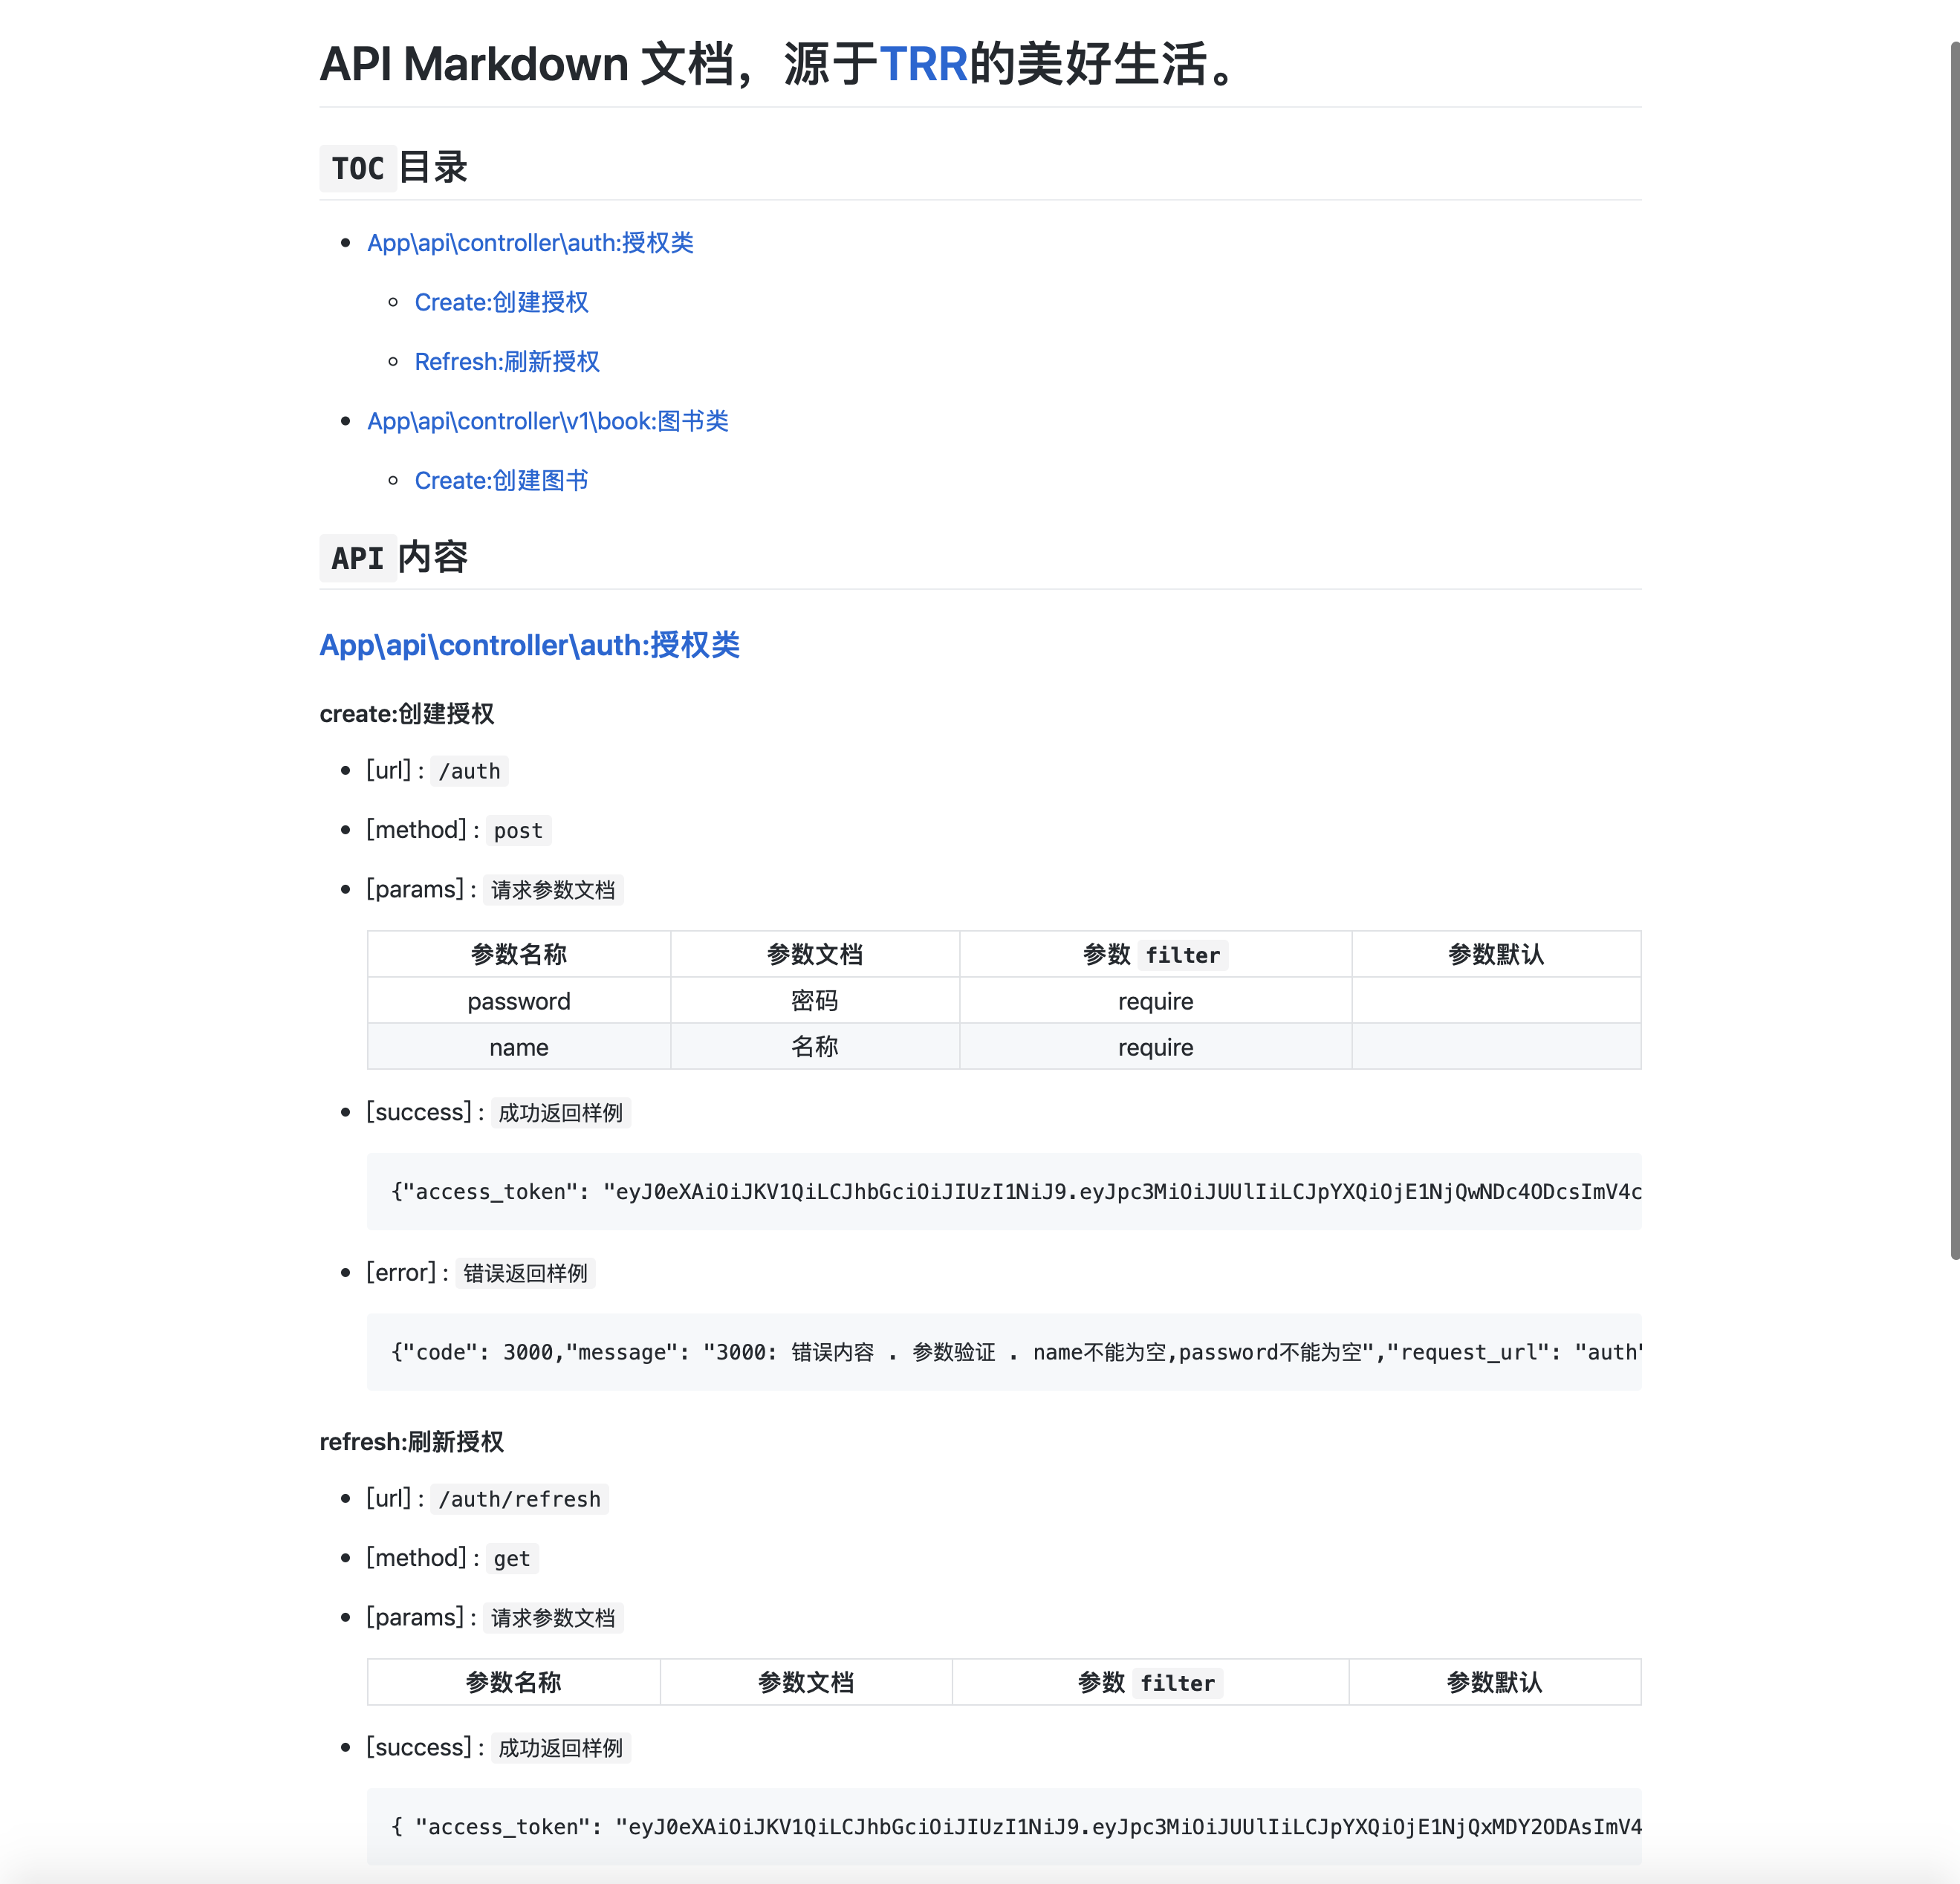 API Markdown 文档，源于TRR的美好生活。
TOC目录
App\api\controller\auth:授权类
Create:创建授权
Refresh:刷新授权
App\api\controller\v1\book:图书类
Create:创建图书
API内容
App\api\controller\auth:授权类
create:创建授权
[url] : /auth
[method] : post
[params] : 请求参数文档
参数名称 参数文档 参数 filter 参数默认
password 密码 require
name 名称 require
[success] : 成功返回样例
{"access_token": "eyJ0eXAiOiJKV1QiLCJhbGciOiJIUzI1NiJ9.eyJpc3MiOiJUUlIiLCJpYXQiOjE1NjQwNDc4ODcsImV4c
[error] : 错误返回样例
{"code": 3000,"message": "3000: 错误内容 . 参数验证 . name不能为空,password不能为空","request_url": "auth"
refresh:刷新授权
[url] : /auth/refresh
[method] : get
[params] : 请求参数文档
参数名称 参数文档 参数 filter 参数默认
[success] : 成功返回样例
{ "access_token": "eyJ0eXAiOiJKV1QiLCJhbGciOiJIUzI1NiJ9.eyJpc3MiOiJUUlIiLCJpYXQiOjE1NjQxMDY2ODAsImV4